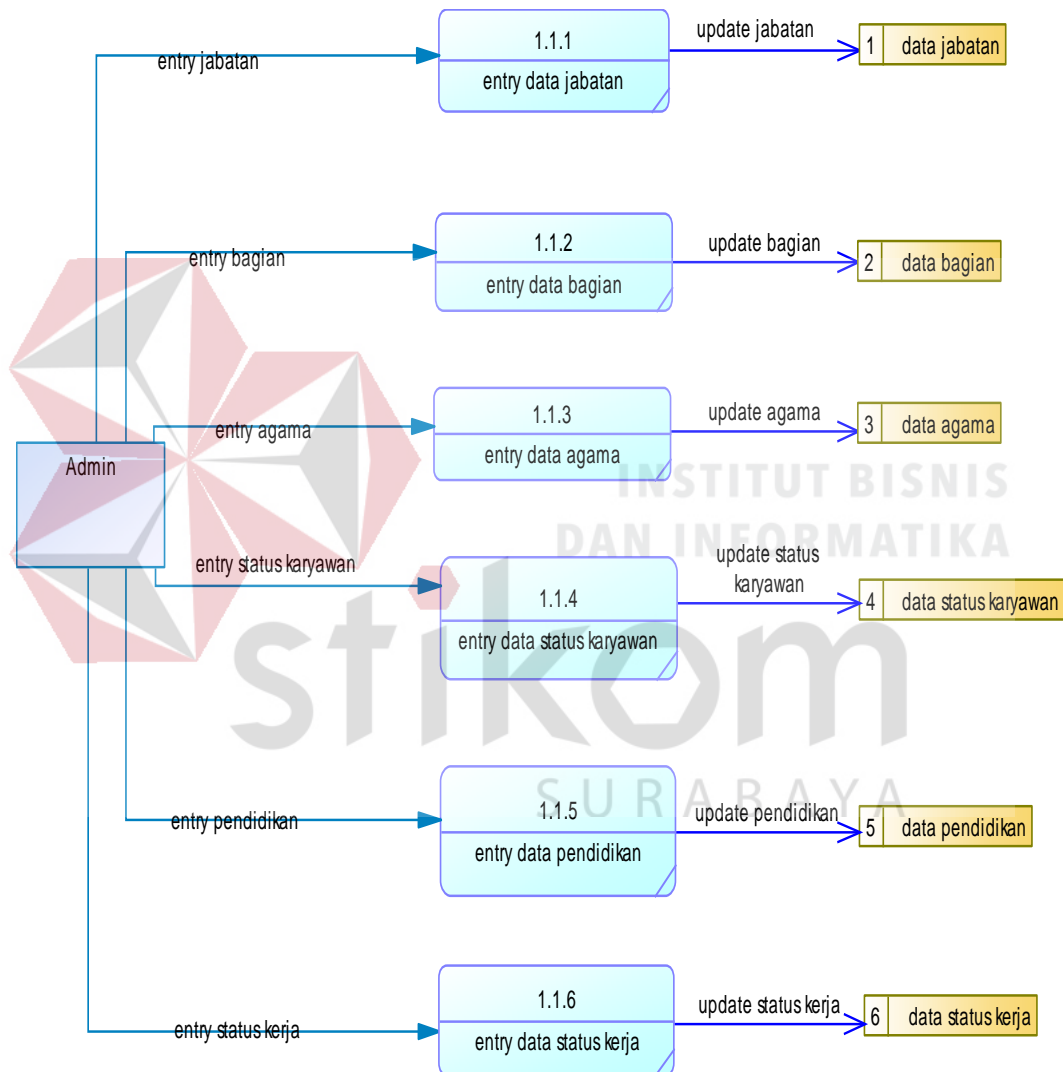 entry jabatan
1.1.1
entry data jabatan
update jabatan
1 data jabatan
entry bagian
1.1.2
entry data bagian
update bagian
2 data bagian
entry agama
1.1.3
entry data agama
update agama
3 data agama
Admin
INSTITUT BISNIS
DAN INFORMATIKA
entry status karyawan
1.1.4
entry data status karyawan
update status
karyawan
4 data status karyawan
stikom
SURABAYA
entry pendidikan
1.1.5
entry data pendidikan
update pendidikan
5 data pendidikan
entry status kerja
1.1.6
entry data status kerja
update status kerja
6 data status kerja